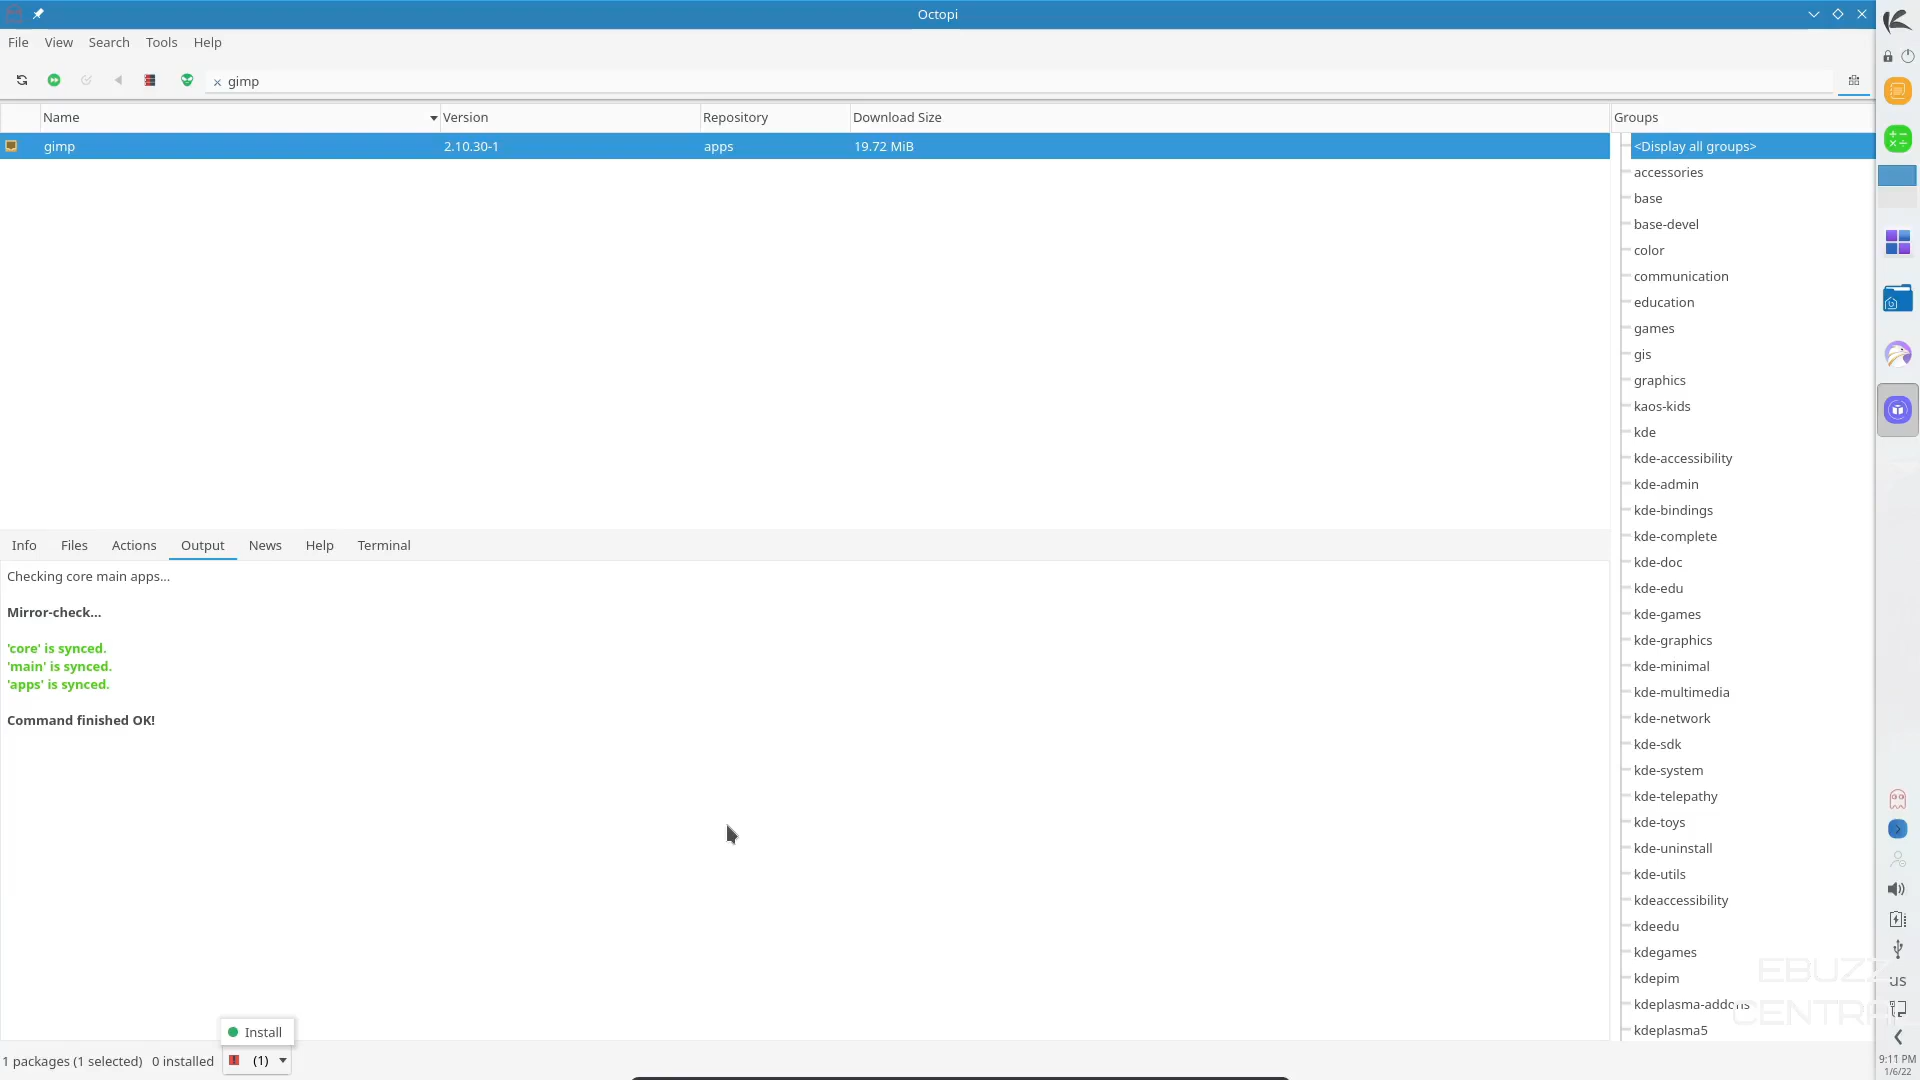 Octopi
File View Search Tools Help
gimp
Name Version Repository Download Size
gimp 2.10.30-1 apps 19.72 MiB
Groups
<Display all groups>
accessories
base
base-devel
color
communication
education
games
gis
graphics
kaos-kids
kde
kde-accessibility
kde-admin
kde-bindings
kde-complete
kde-doc
kde-edu
kde-games
kde-graphics
kde-minimal
kde-multimedia
kde-network
kde-sdk
kde-system
kde-telepathy
kde-toys
kde-uninstall
kde-utils
kdeaccessibility
kdeedu
kdegames
kdepim
kdeplasma-addons
kdeplasma5
Info Files Actions Output News Help Terminal
Checking core main apps...
Mirror-check...
'core' is synced.
'main' is synced.
'apps' is synced.
Command finished OK!
Install
1 packages (1 selected) 0 installed (1)
EBUZZ
CENTRAL
us
9:11 PM
1/6/22